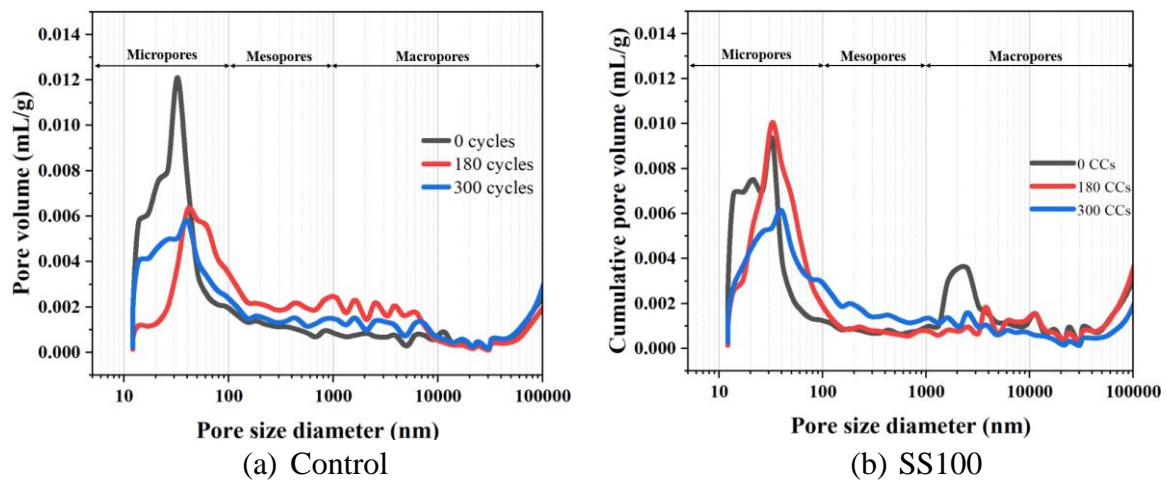 0.014
0.012
0.010
0.008
0.006
0.004
0.002
0.000
Pore volume (mL/g)
Micropores
Mesopores
Macropores
0 cycles
180 cycles
300 cycles
10
100
1000
10000
100000
Pore size diameter (nm)
(a) Control
0.014
0.012
0.010
0.008
0.006
0.004
0.002
0.000
Cumulative pore volume (mL/g)
Micropores
Mesopores
Macropores
0 CCs
180 CCs
300 CCs
10
100
1000
10000
100000
Pore size diameter (nm)
(b) SS100